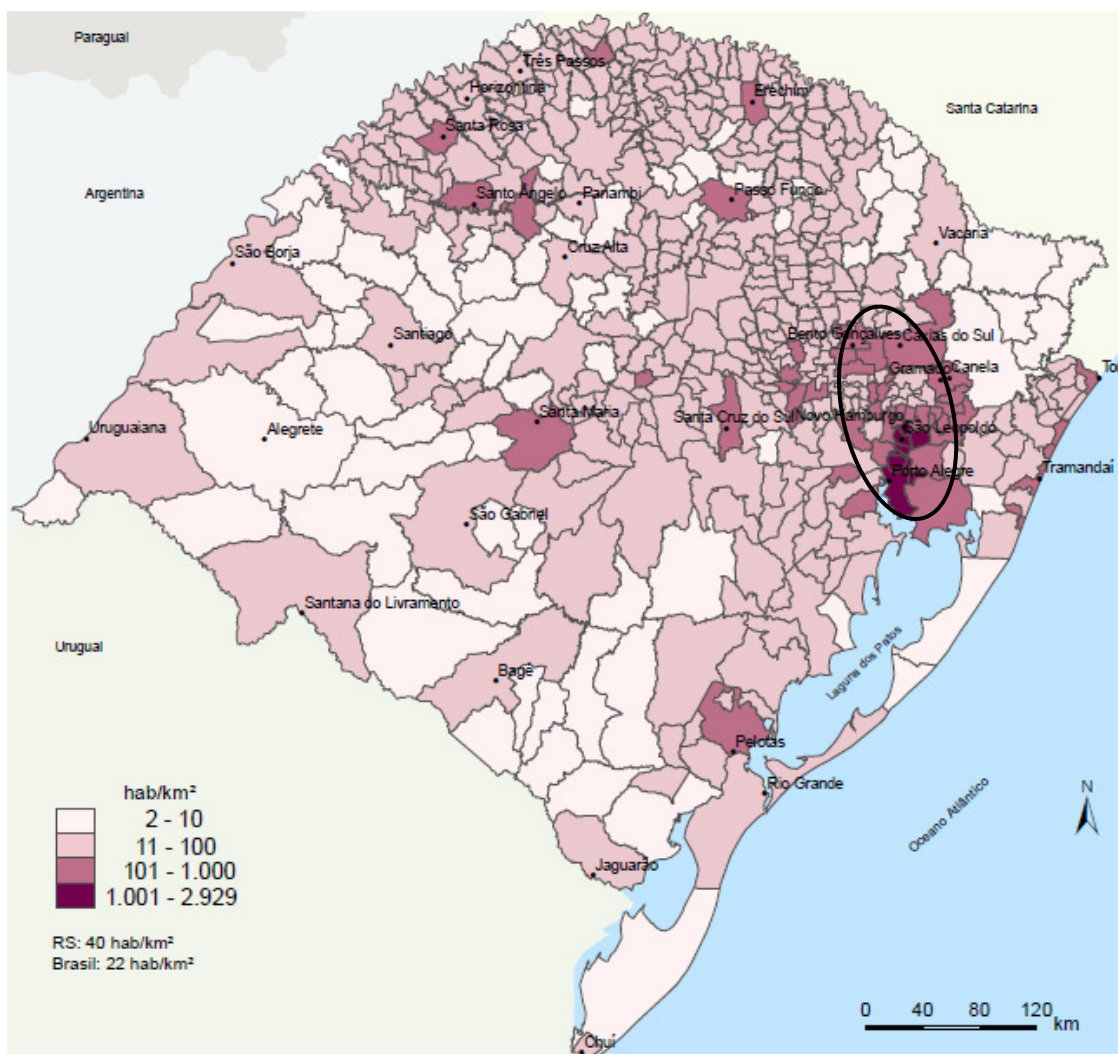 Paraguai
Três Passos
Horizontina
Erechim
Santa Catarina
Santa Rosa
Argentina
Santo Ângelo
Panambi
Passo Fundo
Vacaria
São Borja
Cruz Alta
Santiago
Bento Gonçalves
Caxias do Sul
Gramado
Canela
To
Santa Maria
Santa Cruz do Sul
Novo Hamburgo
Uruguaiana
Alegrete
São Leopoldo
Porto Alegre
Tramandaí
São Gabriel
Santana do Livramento
Uruguai
Bagé
Laguna dos Patos
Pelotas
Rio Grande
Oceano Atlântico
N
hab/km²
2 - 10
11 - 100
101 - 1.000
1.001 - 2.929
Jaguarão
RS: 40 hab/km²
Brasil: 22 hab/km²
0 40 80 120
km
Chuí